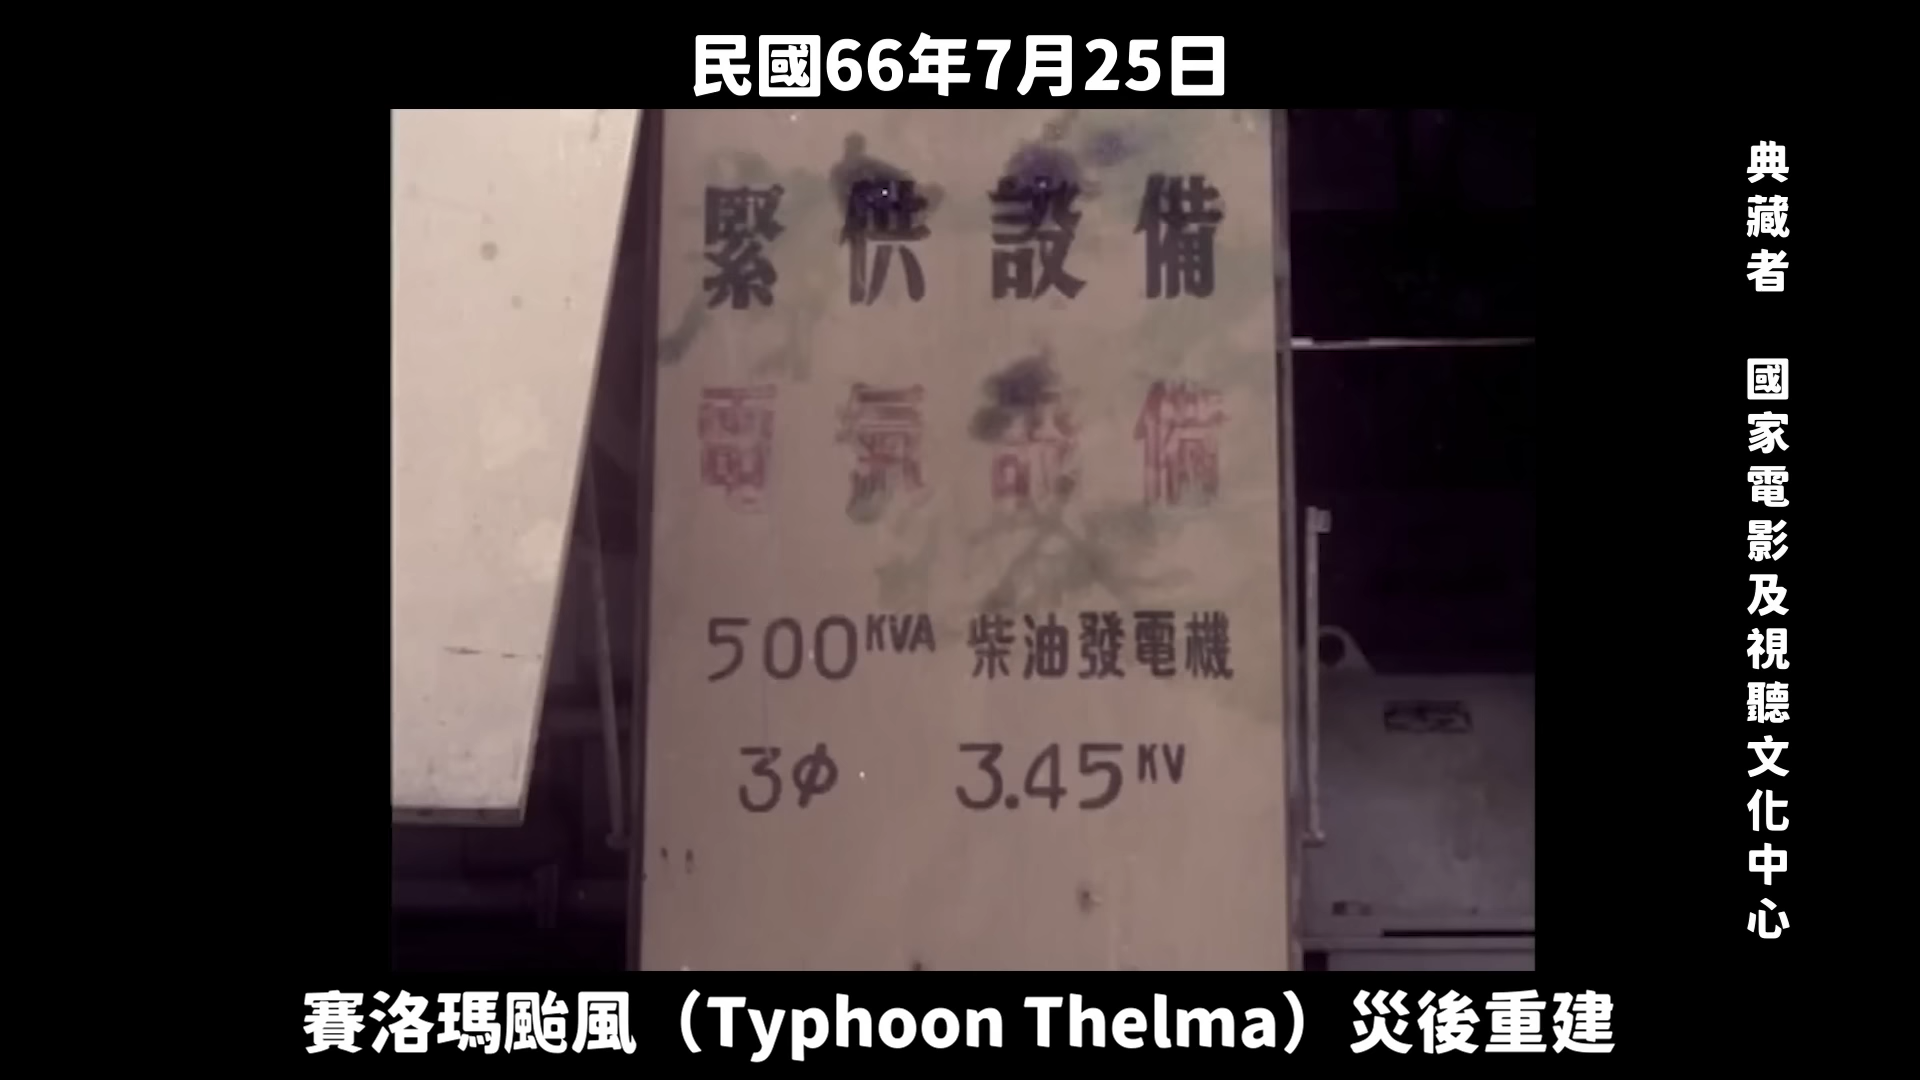 民國66年7月25日
緊供設備
電氣設備
500KVA 柴油發電機
3φ 3.45KV
典藏者 國家電影及視聽文化中心
賽洛瑪颱風（Typhoon Thelma）災後重建